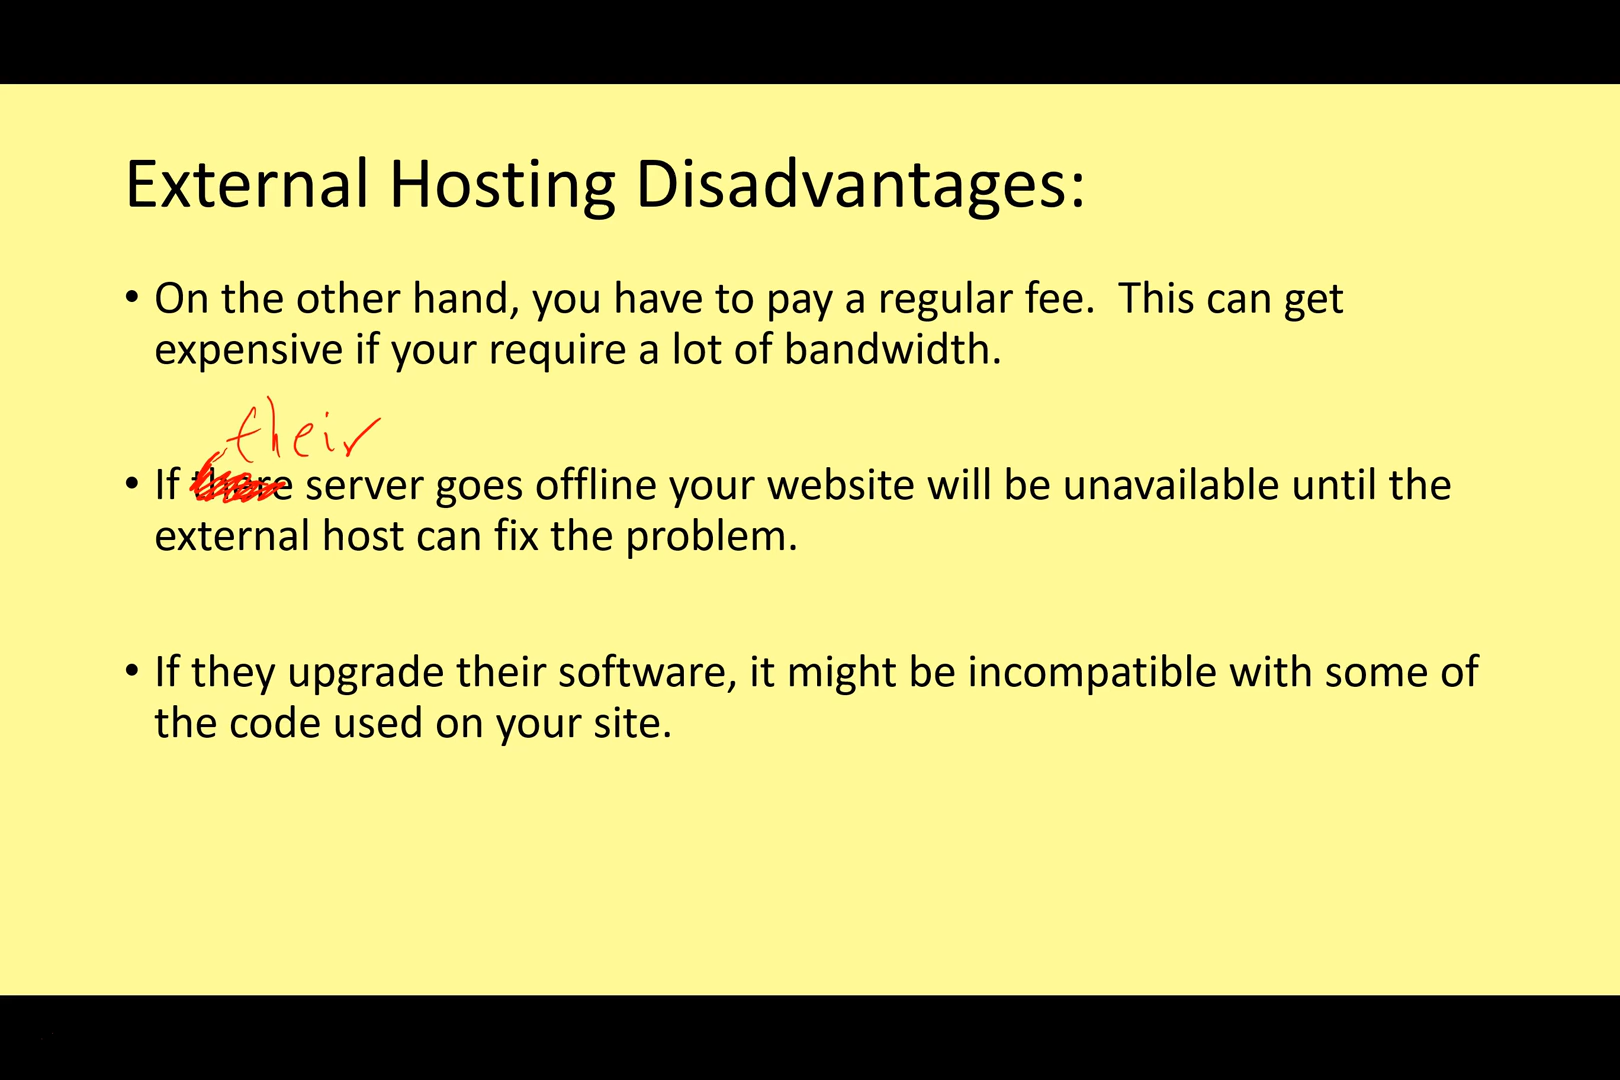 External Hosting Disadvantages:
• On the other hand, you have to pay a regular fee.  This can get
expensive if your require a lot of bandwidth.
their
• If there server goes offline your website will be unavailable until the
external host can fix the problem.
• If they upgrade their software, it might be incompatible with some of
the code used on your site.